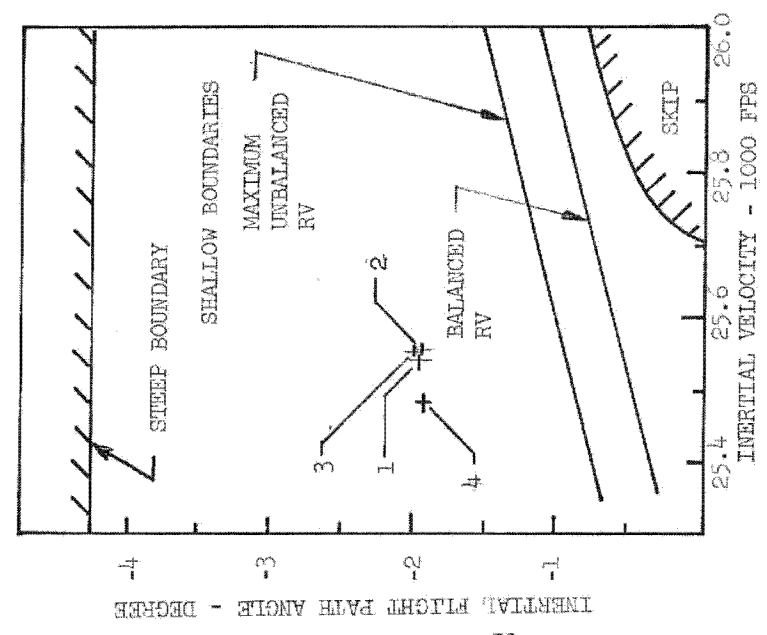 INERTIAL FLIGHT PATH ANGLE - DEGREE
-4
-3
-2
-1
STEEP BOUNDARY
SHALLOW BOUNDARIES
MAXIMUM
UNBALANCED
RV
BALANCED
RV
3
1
2
4
SKIP
25.4
25.6
25.8
26.0
INERTIAL VELOCITY - 1000 FPS